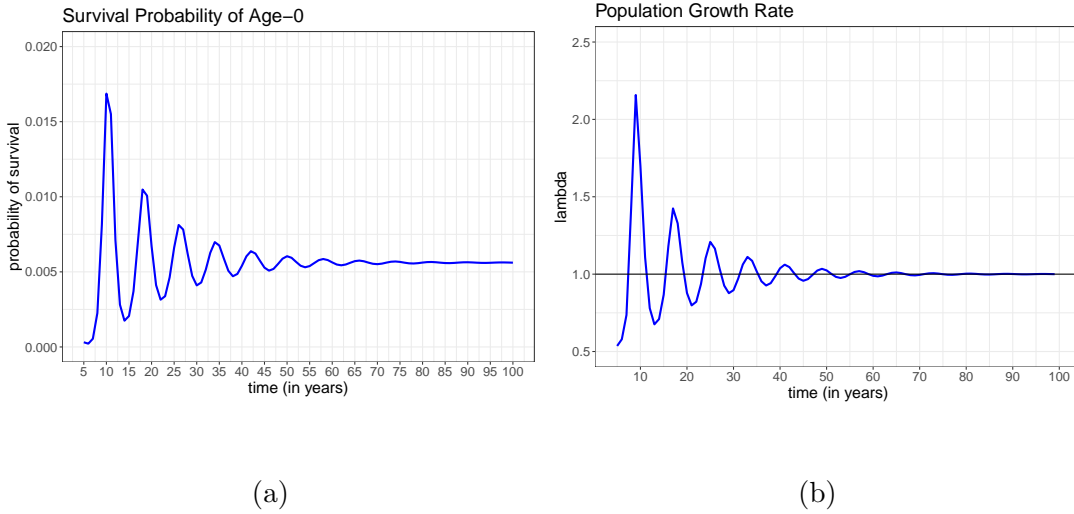 Survival Probability of Age−0
probability of survival
0.020
0.015
0.010
0.005
0.000
5 10 15 20 25 30 35 40 45 50 55 60 65 70 75 80 85 90 95 100
time (in years)
(a)
Population Growth Rate
lambda
2.5
2.0
1.5
1.0
0.5
10 20 30 40 50 60 70 80 90 100
time (in years)
(b)